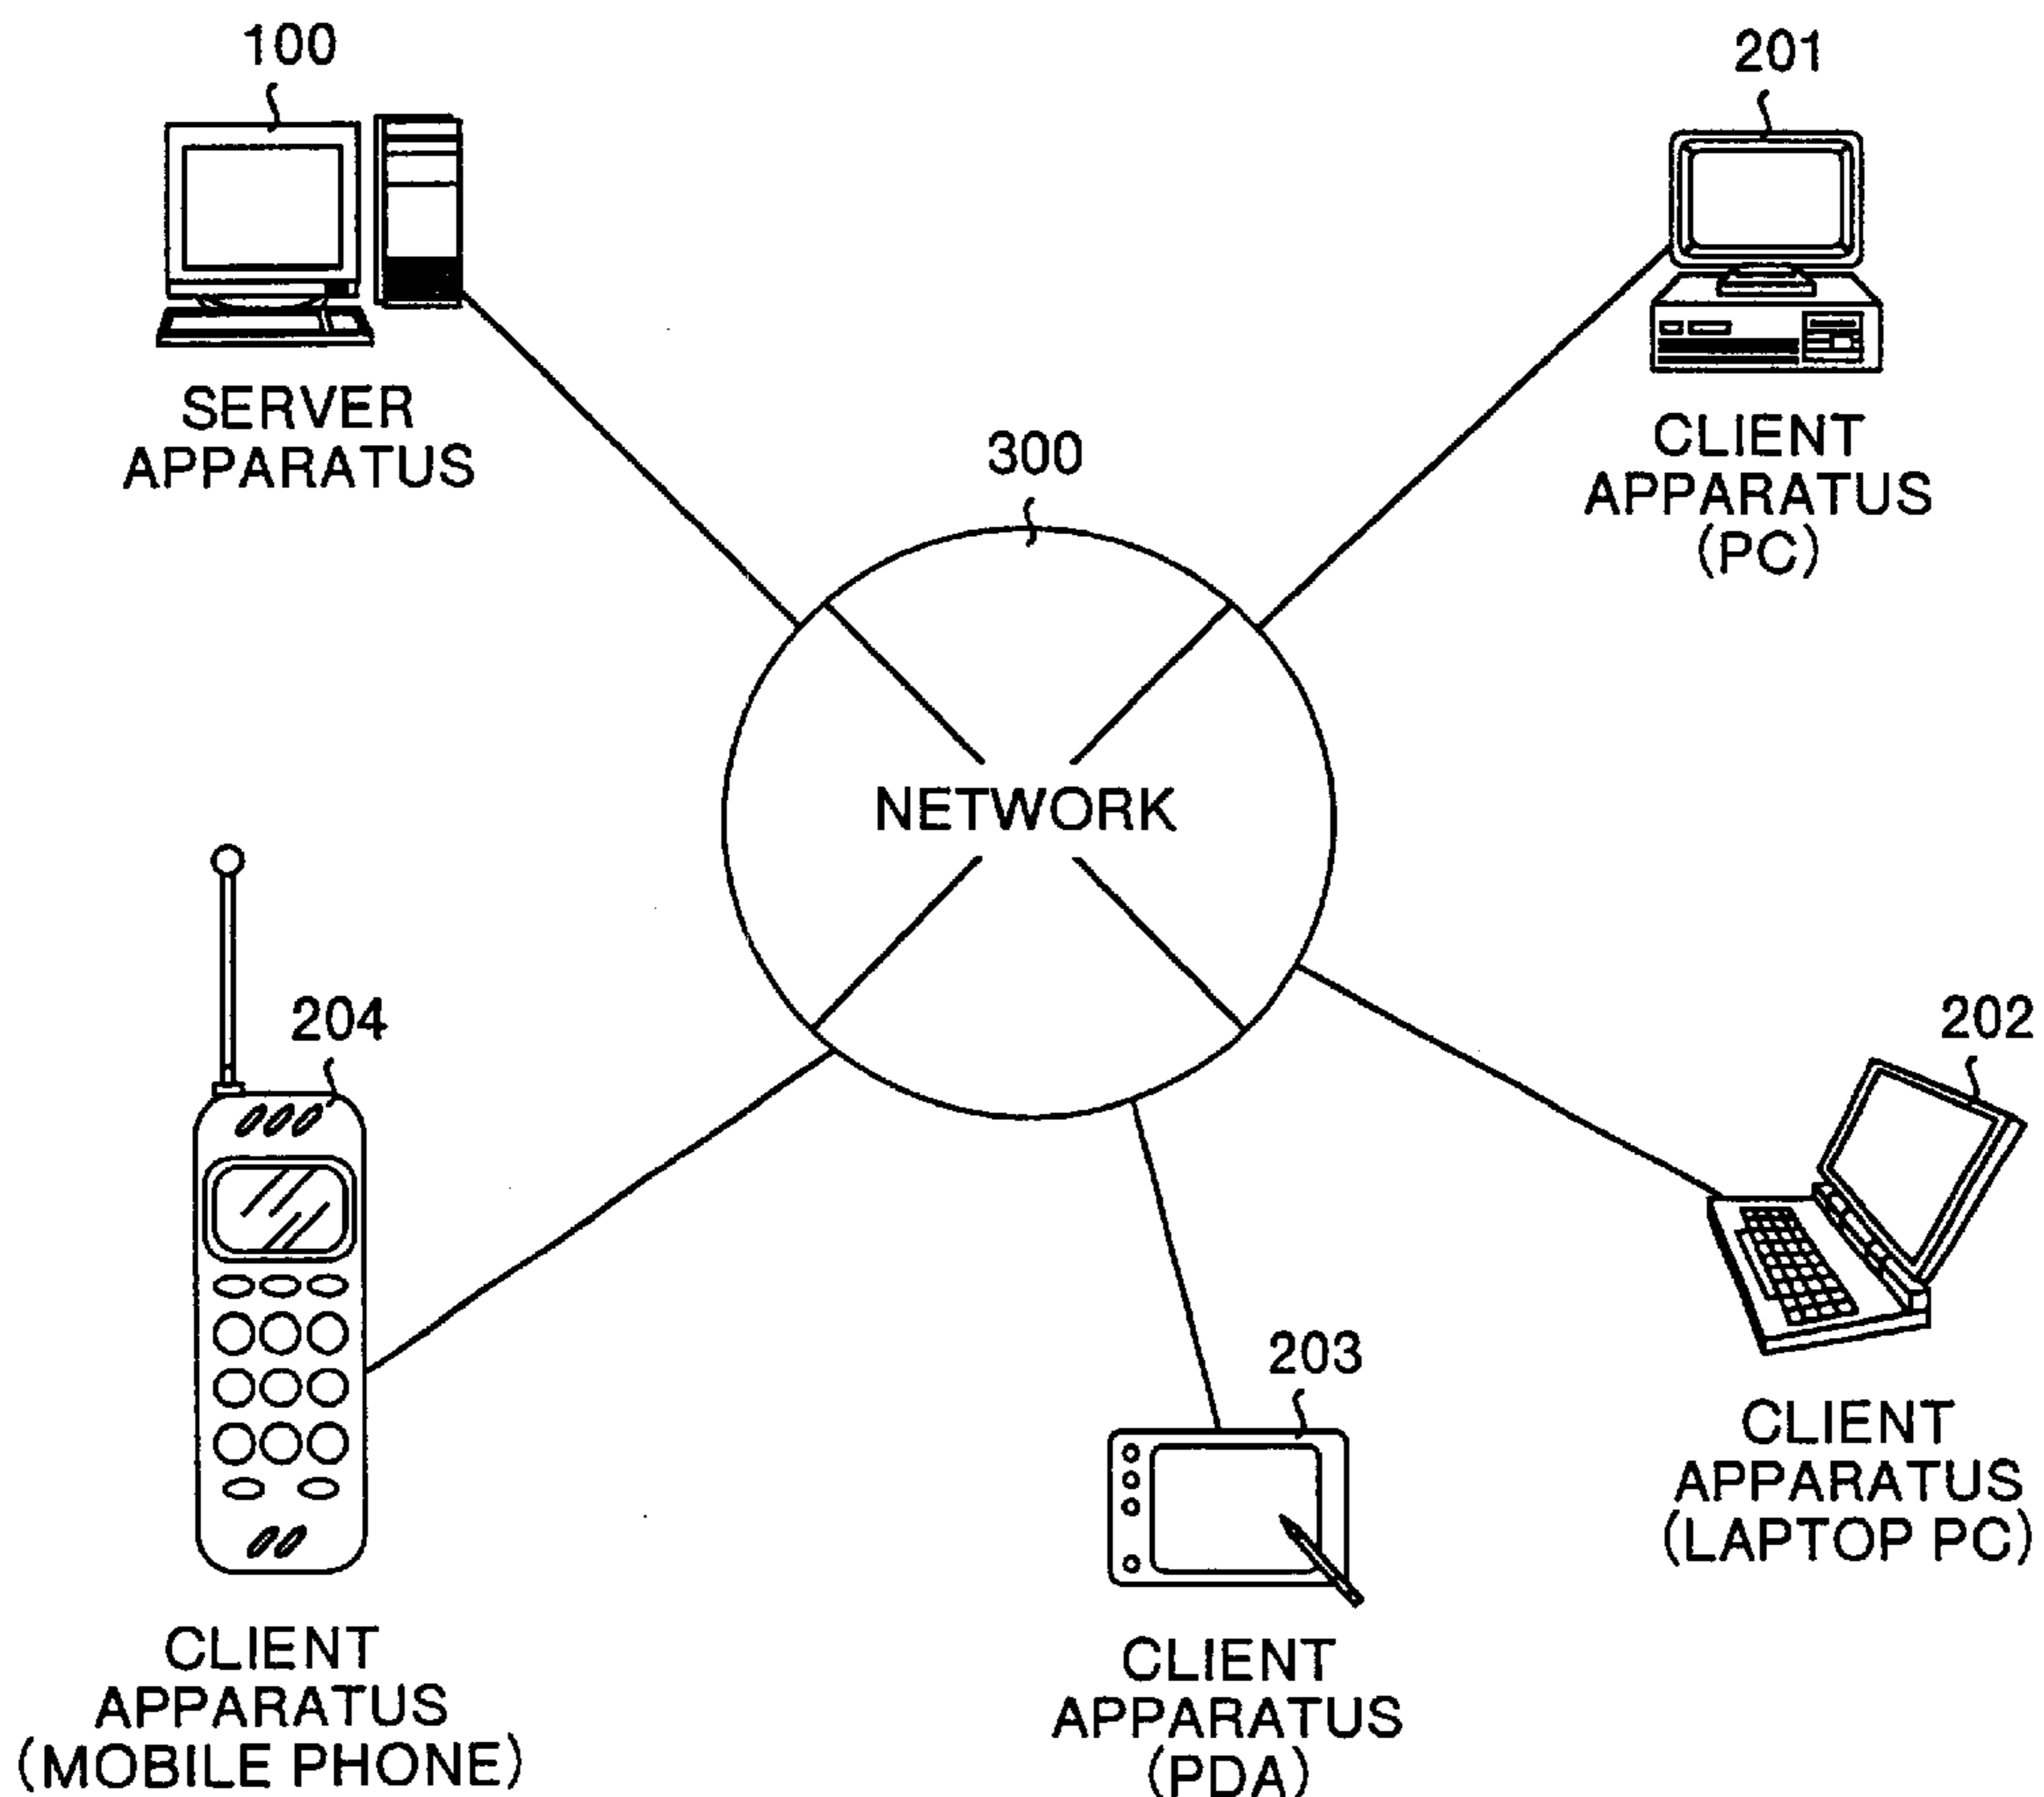 100
SERVER
APPARATUS
201
CLIENT
APPARATUS
(PC)
300
NETWORK
202
CLIENT
APPARATUS
(LAPTOP PC)
203
CLIENT
APPARATUS
(PDA)
204
CLIENT
APPARATUS
(MOBILE PHONE)